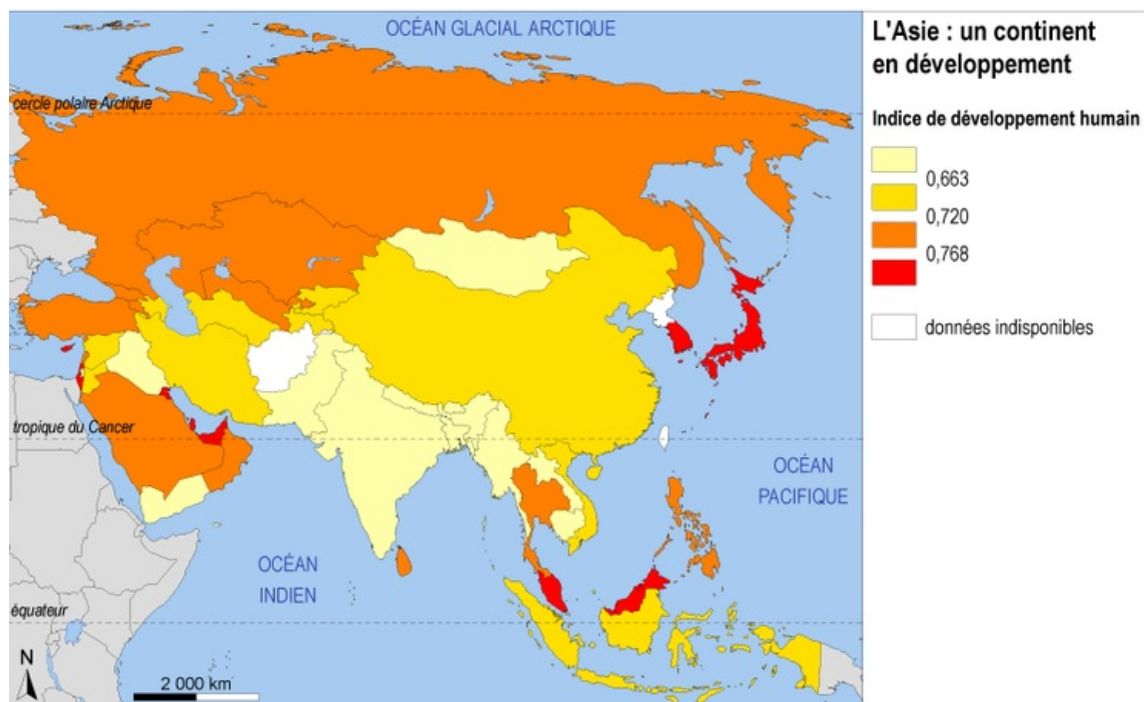 OCÉAN GLACIAL ARCTIQUE
cercle polaire Arctique
tropique du Cancer
OCÉAN
PACIFIQUE
OCÉAN
INDIEN
équateur
N
2 000 km
L'Asie : un continent
en développement
Indice de développement humain
0,663
0,720
0,768
données indisponibles